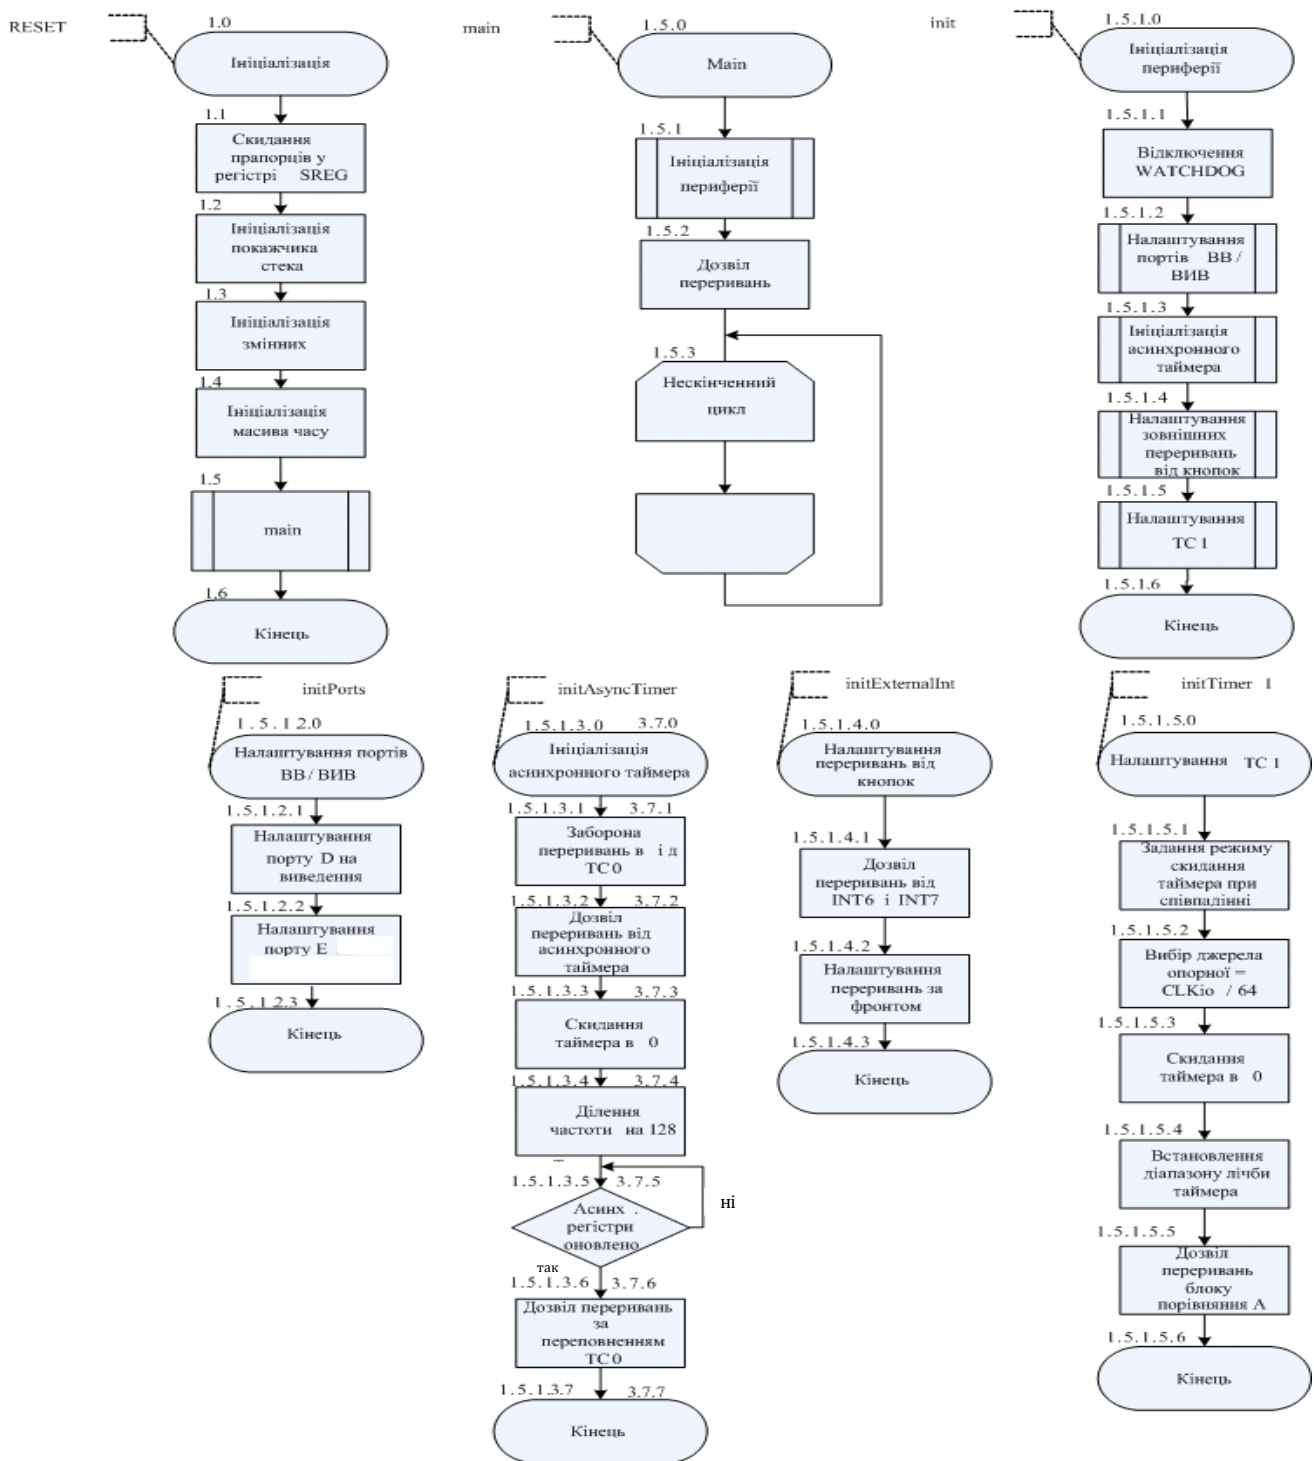 RESET
1.0
Ініціалізація
1.1
Скидання
прапорців у
регістрі SREG
1.2
Ініціалізація
покажчика
стека
1.3
Ініціалізація
змінних
1.4
Ініціалізація
масива часу
1.5
main
1.6
Кінець
main
1.5.0
Main
1.5.1
Ініціалізація
периферії
1.5.2
Дозвіл
переривань
1.5.3
Нескінченний
цикл
init
1.5.1.0
Ініціалізація
периферії
1.5.1.1
Відключення
WATCHDOG
1.5.1.2
Налаштування
портів ВВ /
ВИВ
1.5.1.3
Ініціалізація
асинхронного
таймера
1.5.1.4
Налаштування
зовнішних
переривань
від кнопок
1.5.1.5
Налаштування
ТС 1
1.5.1.6
Кінець
initPorts
1.5.1.2.0
Налаштування портів
ВВ / ВИВ
1.5.1.2.1
Налаштування
порту D на
виведення
1.5.1.2.2
Налаштування
порту Е
1.5.1.2.3
Кінець
initAsyncTimer
1.5.1.3.0 3.7.0
Ініціалізація
асинхронного таймера
1.5.1.3.1 3.7.1
Заборона
переривань в і д
ТС 0
1.5.1.3.2 3.7.2
Дозвіл
переривань від
асинхронного
таймера
1.5.1.3.3 3.7.3
Скидання
таймера в 0
1.5.1.3.4 3.7.4
Ділення
частоти на 128
1.5.1.3.5 3.7.5
Асинх .
регістри
оновлено
ні
так
1.5.1.3.6 3.7.6
Дозвіл переривань
за
переповненням
ТС 0
1.5.1.3.7 3.7.7
Кінець
initExternalInt
1.5.1.4.0
Налаштування
переривань від
кнопок
1.5.1.4.1
Дозвіл
переривань від
INT6 і INT7
1.5.1.4.2
Налаштування
переривань за
фронтом
1.5.1.4.3
Кінець
initTimer 1
1.5.1.5.0
Налаштування ТС 1
1.5.1.5.1
Задання режиму
скидання
таймера при
співпадінні
1.5.1.5.2
Вибір джерела
опорної =
CLKio / 64
1.5.1.5.3
Скидання
таймера в 0
1.5.1.5.4
Встановлення
діапазону лічби
таймера
1.5.1.5.5
Дозвіл
переривань
блоку
порівняння А
1.5.1.5.6
Кінець